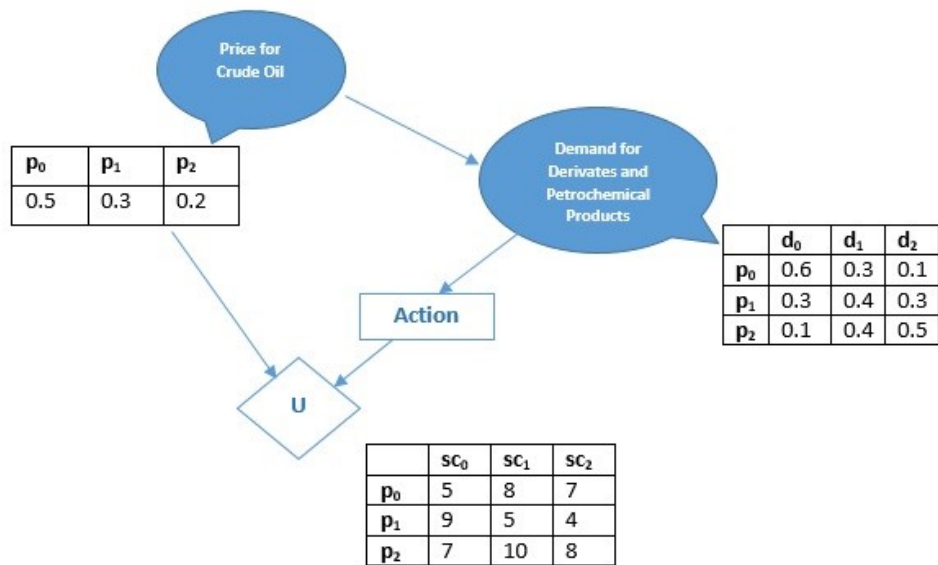 Price for
Crude Oil
p₀ p₁ p₂
0.5 0.3 0.2
Demand for
Derivates and
Petrochemical
Products
d₀ d₁ d₂
p₀ 0.6 0.3 0.1
p₁ 0.3 0.4 0.3
p₂ 0.1 0.4 0.5
Action
U
sc₀ sc₁ sc₂
p₀ 5 8 7
p₁ 9 5 4
p₂ 7 10 8